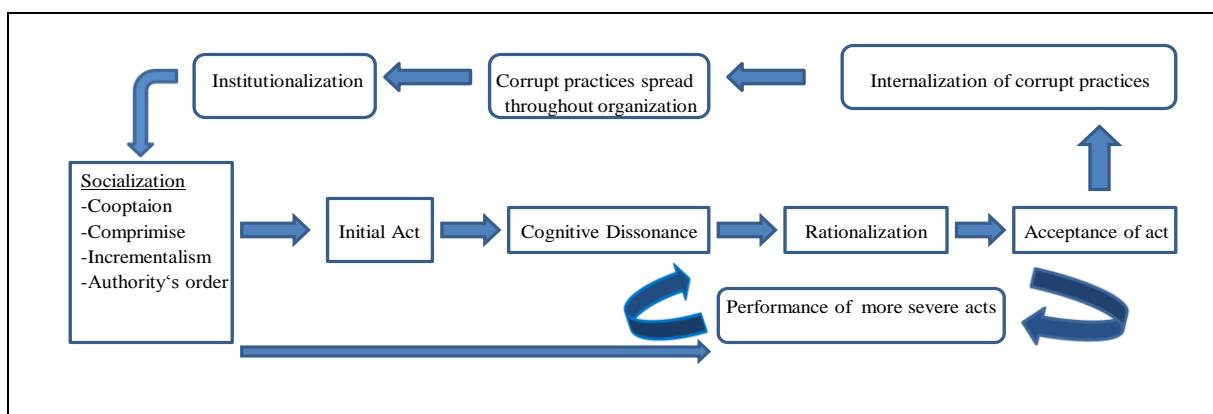 Institutionalization
Corrupt practices spread
throughout organization
Internalization of corrupt practices
Socialization
-Cooptaion
-Comprimise
-Incrementalism
-Authority‘s order
Initial Act
Cognitive Dissonance
Rationalization
Acceptance of act
Performance of more severe acts